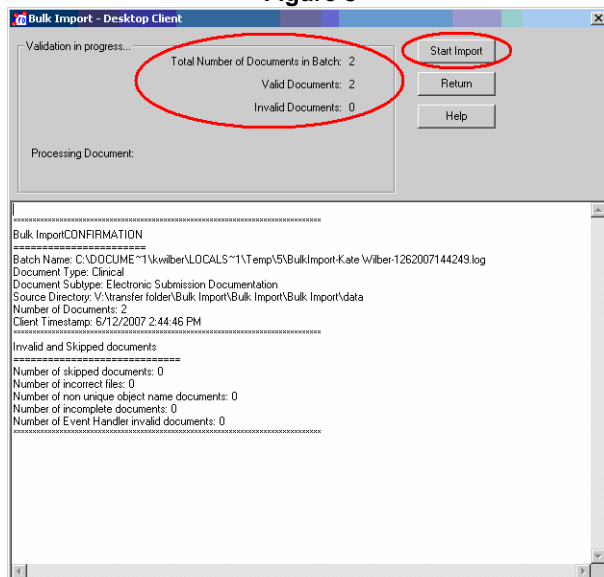 Bulk Import - Desktop Client
Validation in progress...
Total Number of Documents in Batch: 2
Valid Documents: 2
Invalid Documents: 0
Processing Document:
Start Import
Return
Help
Bulk ImportCONFIRMATION
=======================
Batch Name: C:\DOCUME~1\kwilber\LOCALS~1\Temp\5\BulkImport-Kate Wilber-1262007144249.log
Document Type: Clinical
Document Subtype: Electronic Submission Documentation
Source Directory: V:\transfer folder\Bulk Import\Bulk Import\Bulk Import\data
Number of Documents: 2
Client Timestamp: 6/12/2007 2:44:46 PM
Invalid and Skipped documents
=============================
Number of skipped documents: 0
Number of incorrect files: 0
Number of non unique object name documents: 0
Number of incomplete documents: 0
Number of Event Handler invalid documents: 0